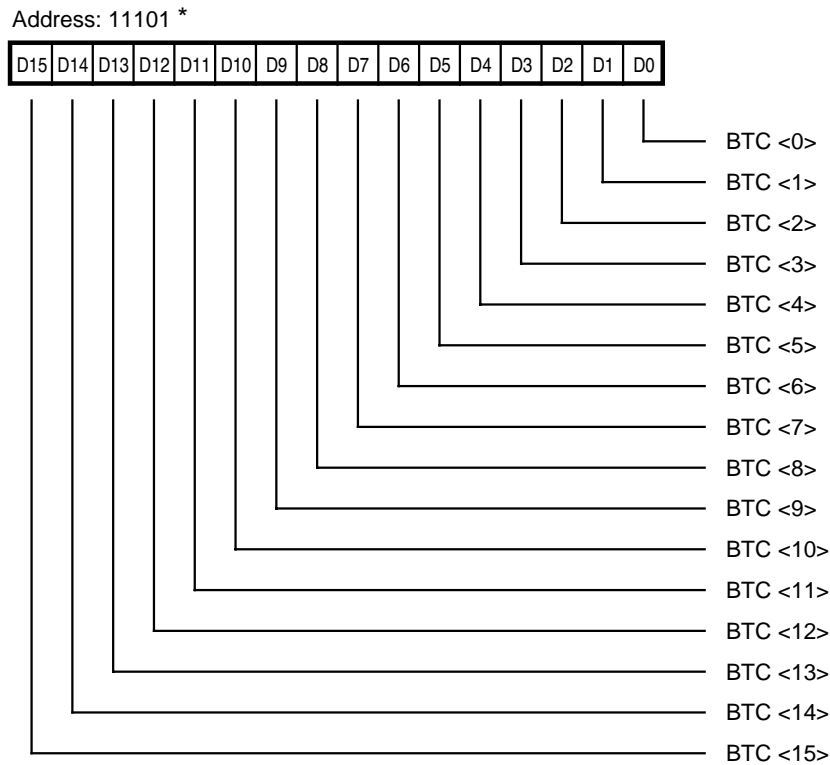 Address: 11101 *
D15 D14 D13 D12 D11 D10 D9 D8 D7 D6 D5 D4 D3 D2 D1 D0
BTC <0>
BTC <1>
BTC <2>
BTC <3>
BTC <4>
BTC <5>
BTC <6>
BTC <7>
BTC <8>
BTC <9>
BTC <10>
BTC <11>
BTC <12>
BTC <13>
BTC <14>
BTC <15>